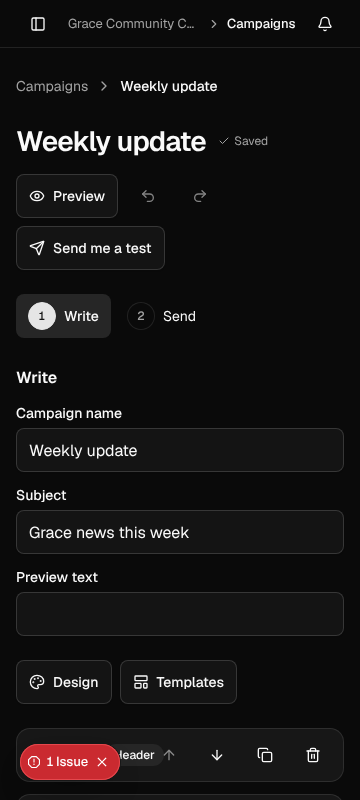 Grace Community C...
Campaigns
Campaigns
Weekly update
Weekly update
Saved
Preview
Send me a test
1 Write
2 Send
Write
Campaign name
Weekly update
Subject
Grace news this week
Preview text
Design
Templates
1 Issue